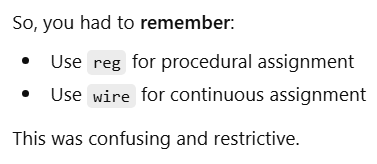 So, you had to remember:
• Use reg for procedural assignment
• Use wire for continuous assignment
This was confusing and restrictive.